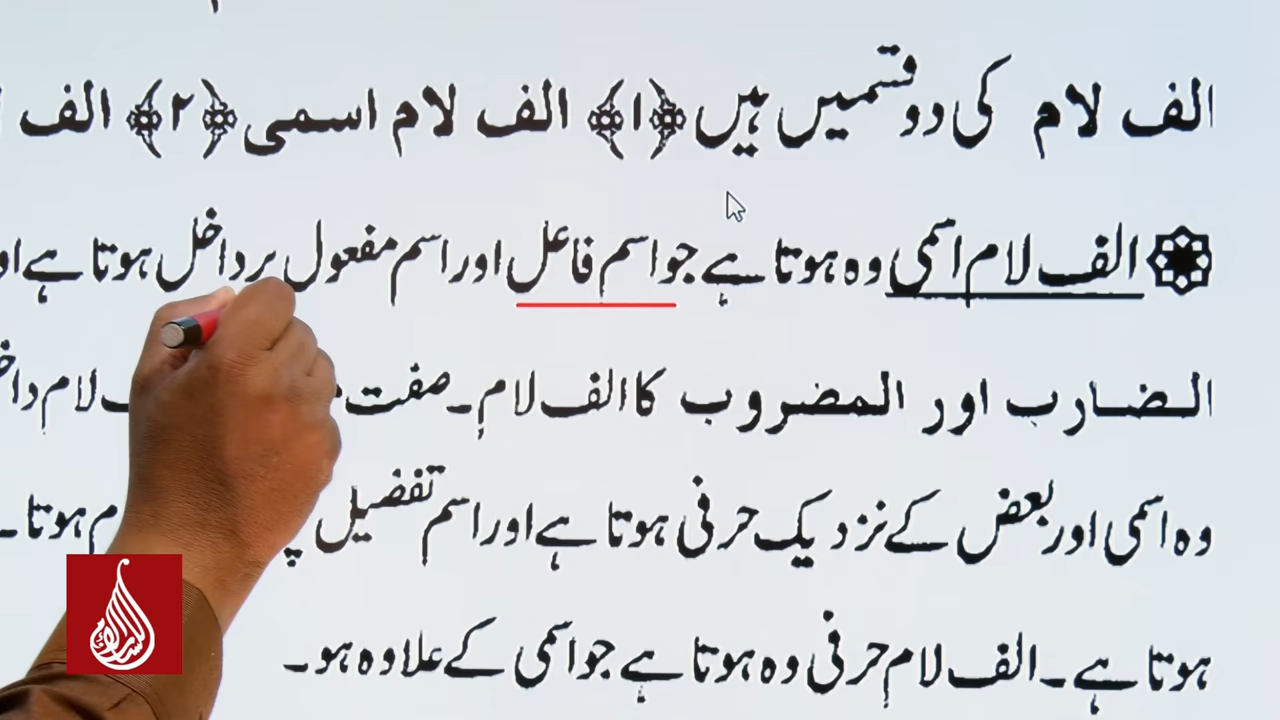 الف لام کی دو قسمیں ہیں ﴿۱﴾ الف لام اسمی ﴿۲﴾ الف
الف لام اسمی وہ ہوتا ہے جو اسم فاعل اور اسم مفعول پر داخل ہوتا ہے
الضارب اور المضروب کا الف لام۔ صفت لام
وہ اسمی اور بعض کے نزدیک حرفی ہوتا ہے اور اسم تفضیل ہوتا۔
ہوتا ہے۔ الف لام حرفی وہ ہوتا ہے جو اسمی کے علاوہ ہو۔